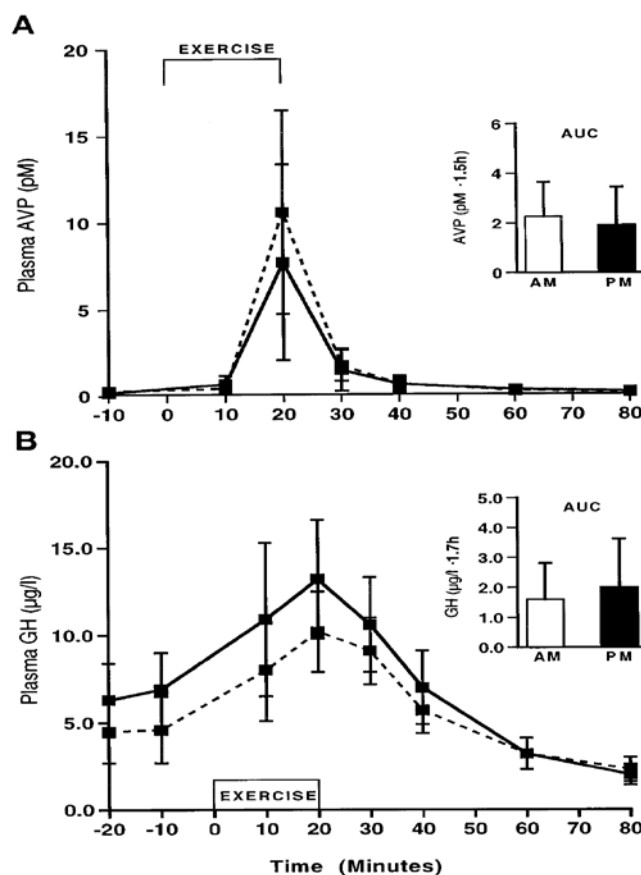 A
EXERCISE
20
15
10
5
0
Plasma AVP (pM)
-10 0 10 20 30 40 50 60 70 80
AUC
6
4
2
0
AVP (pM ·1.5h)
AM PM
B
20.0
15.0
10.0
5.0
0.0
Plasma GH (µg/l)
EXERCISE
-20 -10 0 10 20 30 40 50 60 70 80
Time (Minutes)
AUC
5.0
4.0
3.0
2.0
1.0
0.0
GH (µg/l ·1.7h)
AM PM